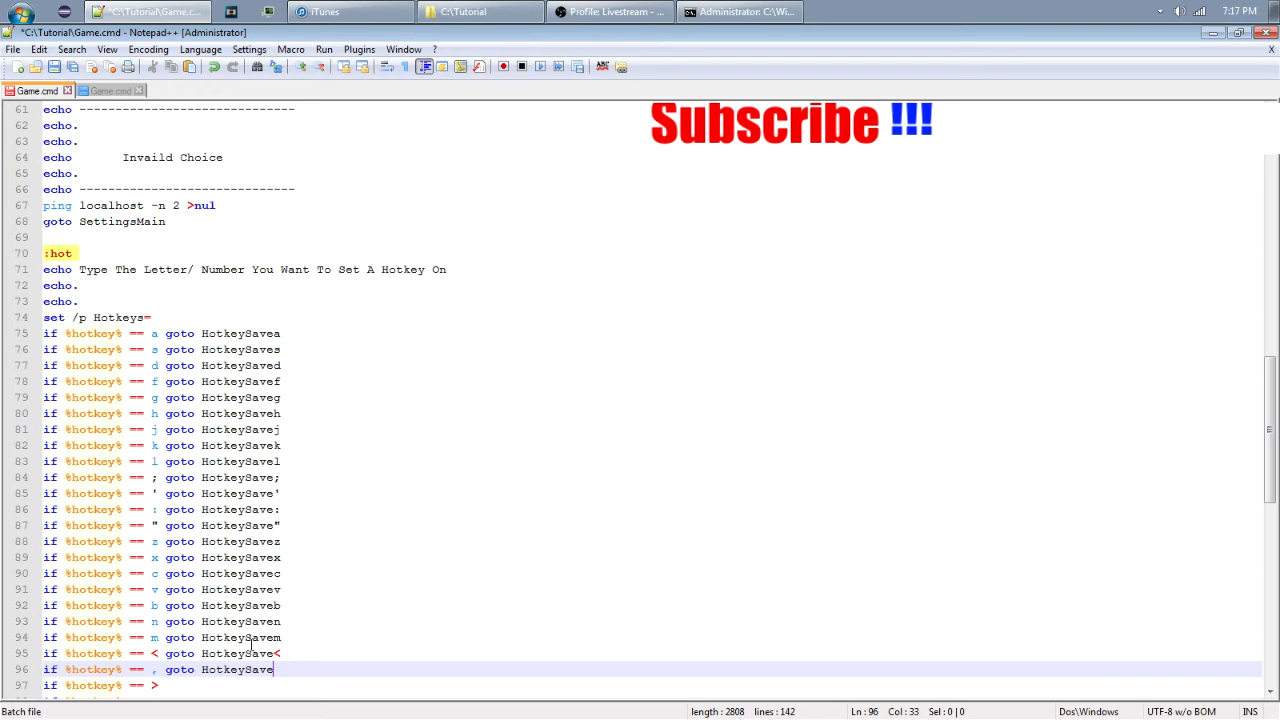 *C:\Tutorial\Game.c...
iTunes
C:\Tutorial
Profile: Livestream - ...
Administrator: C:\Win...
7:17 PM
*C:\Tutorial\Game.cmd - Notepad++ [Administrator]
File Edit Search View Encoding Language Settings Macro Run Plugins Window ? X
Game.cmd Game.cmd
Subscribe !!!
61 echo ------------------------------
62 echo.
63 echo.
64 echo Invaild Choice
65 echo.
66 echo ------------------------------
67 ping localhost -n 2 >nul
68 goto SettingsMain
69
70 :hot
71 echo Type The Letter/ Number You Want To Set A Hotkey On
72 echo.
73 echo.
74 set /p Hotkeys=
75 if %hotkey% == a goto HotkeySavea
76 if %hotkey% == s goto HotkeySaves
77 if %hotkey% == d goto HotkeySaved
78 if %hotkey% == f goto HotkeySavef
79 if %hotkey% == g goto HotkeySaveg
80 if %hotkey% == h goto HotkeySaveh
81 if %hotkey% == j goto HotkeySavej
82 if %hotkey% == k goto HotkeySavek
83 if %hotkey% == l goto HotkeySavel
84 if %hotkey% == ; goto HotkeySave;
85 if %hotkey% == ' goto HotkeySave'
86 if %hotkey% == : goto HotkeySave:
87 if %hotkey% == " goto HotkeySave"
88 if %hotkey% == z goto HotkeySavez
89 if %hotkey% == x goto HotkeySavex
90 if %hotkey% == c goto HotkeySavec
91 if %hotkey% == v goto HotkeySavev
92 if %hotkey% == b goto HotkeySaveb
93 if %hotkey% == n goto HotkeySaven
94 if %hotkey% == m goto HotkeySavem
95 if %hotkey% == < goto HotkeySave<
96 if %hotkey% == , goto HotkeySave
97 if %hotkey% == >
Batch file length : 2808 lines : 142 Ln : 96 Col : 33 Sel : 0 | 0 Dos\Windows UTF-8 w/o BOM INS